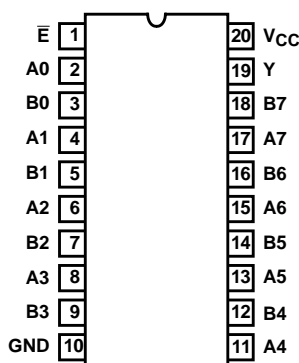 E̅ 1 20 VCC
A0 2 19 Y
B0 3 18 B7
A1 4 17 A7
B1 5 16 B6
A2 6 15 A6
B2 7 14 B5
A3 8 13 A5
B3 9 12 B4
GND 10 11 A4